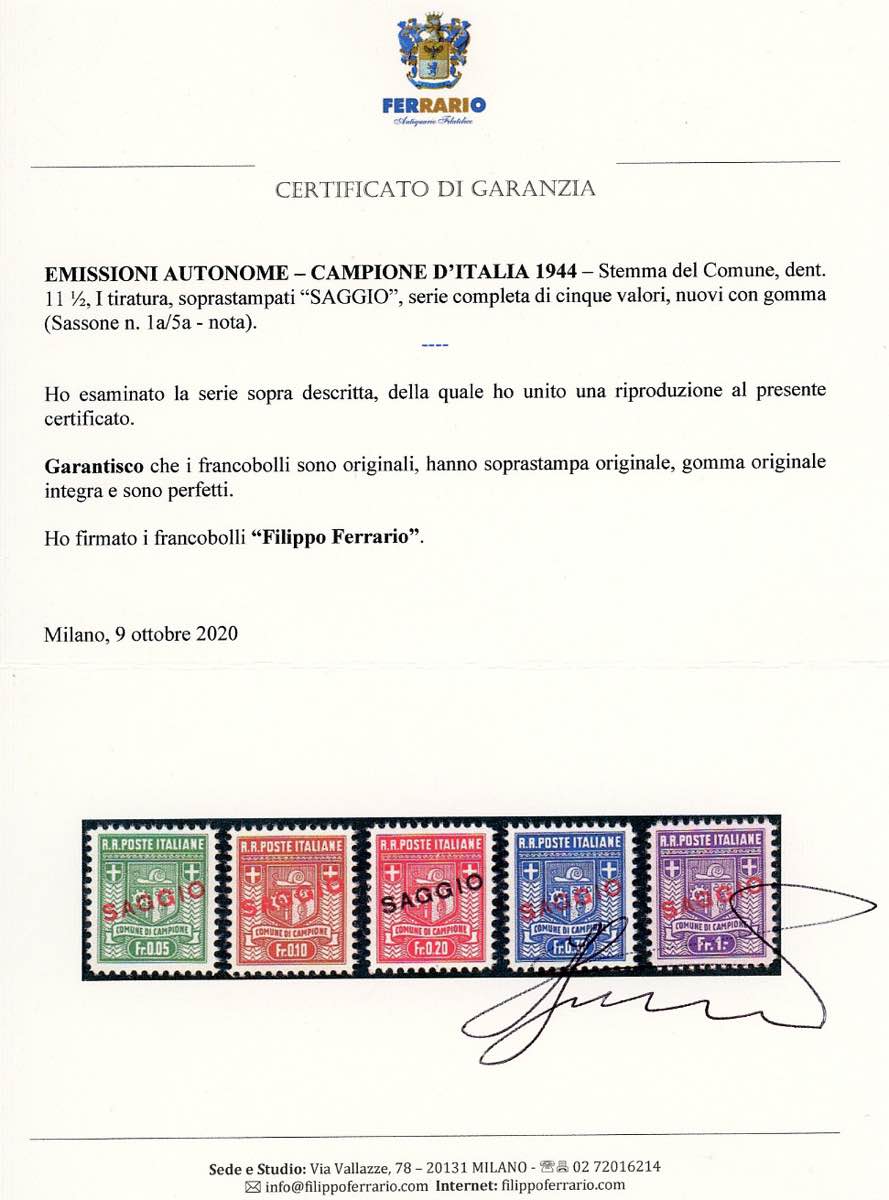 FERRARIO
Antiquario Filatelico
CERTIFICATO DI GARANZIA
EMISSIONI AUTONOME – CAMPIONE D'ITALIA 1944 – Stemma del Comune, dent.
11 ½, I tiratura, soprastampati “SAGGIO”, serie completa di cinque valori, nuovi con gomma
(Sassone n. 1a/5a - nota).
----
Ho esaminato la serie sopra descritta, della quale ho unito una riproduzione al presente
certificato.
Garantisco che i francobolli sono originali, hanno soprastampa originale, gomma originale
integra e sono perfetti.
Ho firmato i francobolli “Filippo Ferrario”.
Milano, 9 ottobre 2020
R.R.POSTE ITALIANE
SAGGIO
COMUNE DI CAMPIONE
Fr.0.05
R.R.POSTE ITALIANE
SAGGIO
COMUNE DI CAMPIONE
Fr.0.10
R.R.POSTE ITALIANE
SAGGIO
COMUNE DI CAMPIONE
Fr.0.20
R.R.POSTE ITALIANE
SAGGIO
COMUNE DI CAMPIONE
R.R.POSTE ITALIANE
SAGGIO
COMUNE DI CAMPIONE
Fr.1.-
Sede e Studio: Via Vallazze, 78 – 20131 MILANO - 02 72016214
info@filippoferrario.com Internet: filippoferrario.com